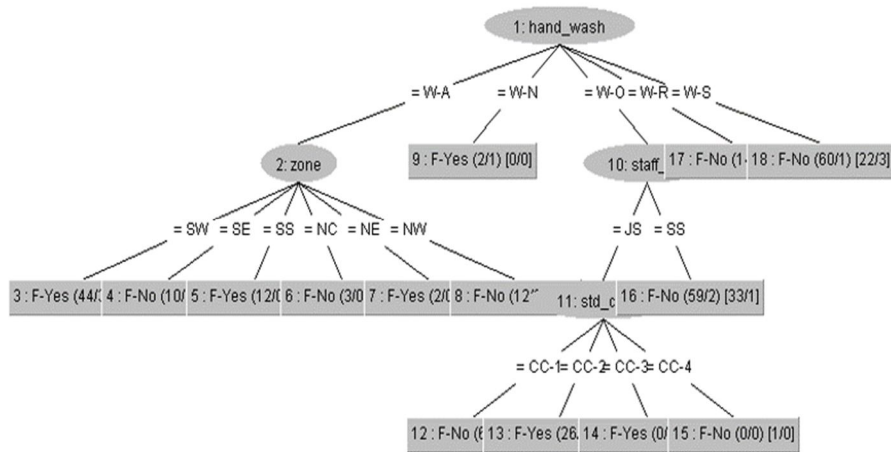 1: hand_wash
= W-A = W-N = W-O = W-R = W-S
2: zone
9 : F-Yes (2/1) [0/0]
10: staff_
17 : F-No (1
18 : F-No (60/1) [22/3]
= SW = SE = SS = NC = NE = NW
= JS = SS
3 : F-Yes (44/
4 : F-No (10/
5 : F-Yes (12/0
6 : F-No (3/0
7 : F-Yes (2/0
8 : F-No (12
11: std_c
16 : F-No (59/2) [33/1]
= CC-1 = CC-2 = CC-3 = CC-4
12 : F-No (6
13 : F-Yes (26
14 : F-Yes (0/
15 : F-No (0/0) [1/0]